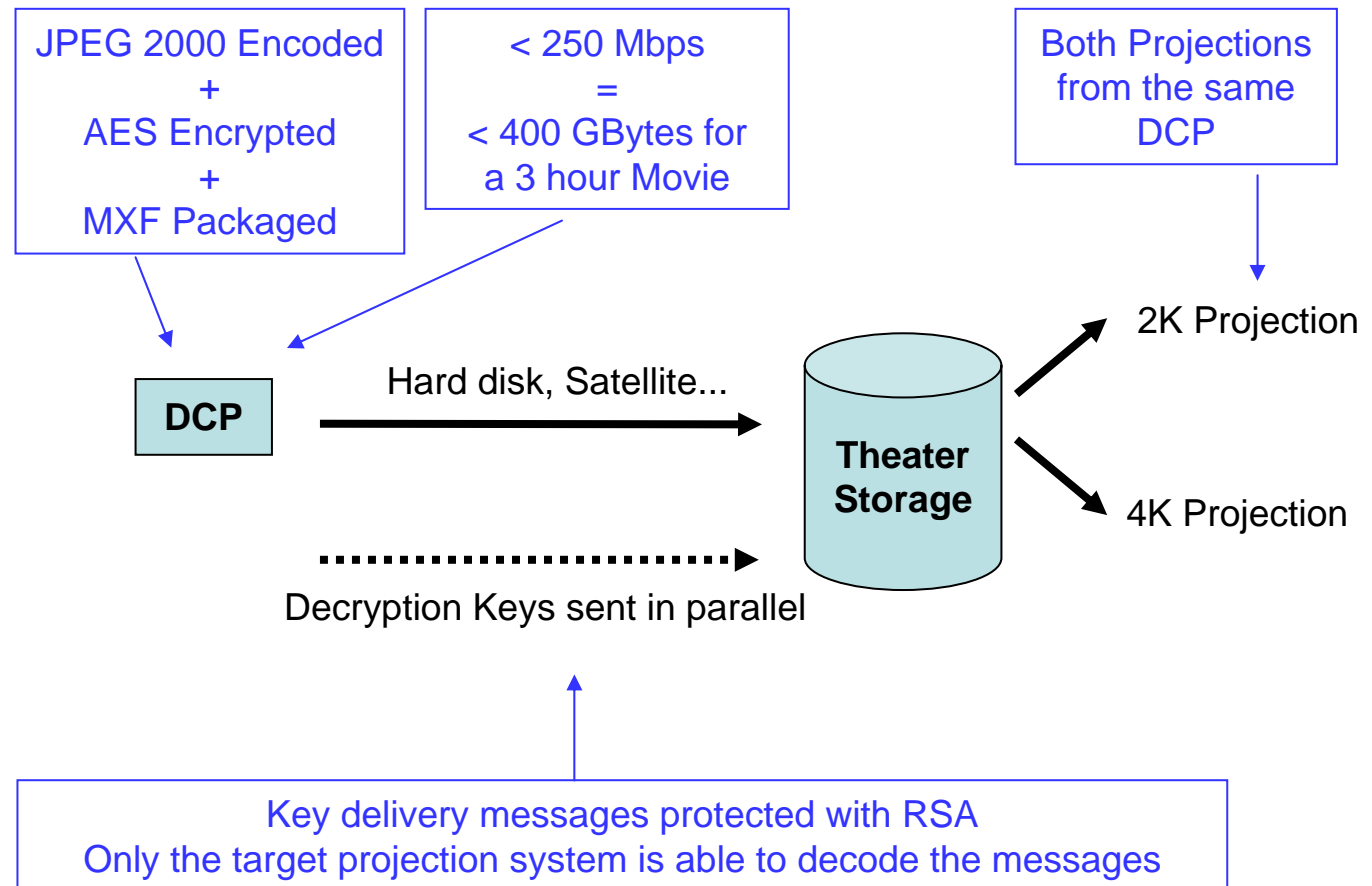 JPEG 2000 Encoded
+
AES Encrypted
+
MXF Packaged
< 250 Mbps
=
< 400 GBytes for
a 3 hour Movie
Both Projections
from the same
DCP
DCP
Hard disk, Satellite...
Theater
Storage
2K Projection
4K Projection
Decryption Keys sent in parallel
Key delivery messages protected with RSA
Only the target projection system is able to decode the messages